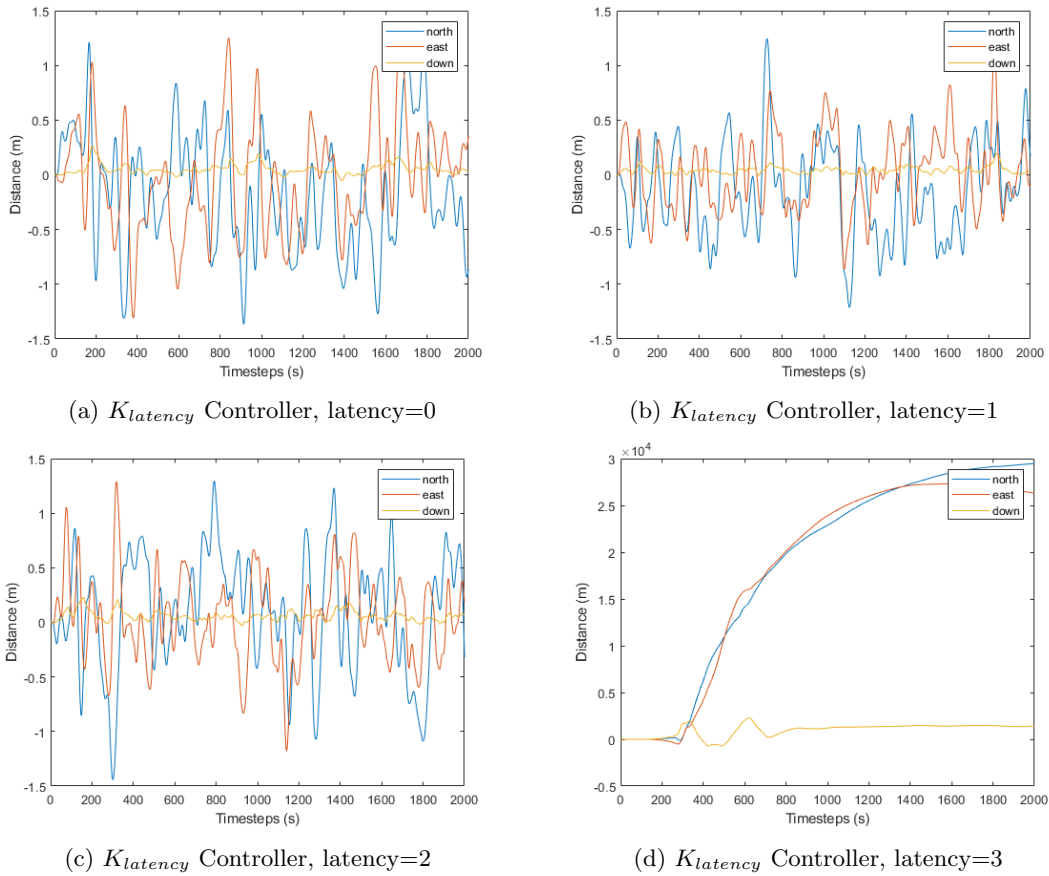 1.5
1
0.5
0
-0.5
-1
-1.5
Distance (m)
north
east
down
0 200 400 600 800 1000 1200 1400 1600 1800 2000
Timesteps (s)
(a) K_latency Controller, latency=0
1.5
1
0.5
0
-0.5
-1
-1.5
Distance (m)
north
east
down
0 200 400 600 800 1000 1200 1400 1600 1800 2000
Timesteps (s)
(b) K_latency Controller, latency=1
1.5
1
0.5
0
-0.5
-1
-1.5
Distance (m)
north
east
down
0 200 400 600 800 1000 1200 1400 1600 1800 2000
Timesteps (s)
(c) K_latency Controller, latency=2
×10^4
3
2.5
2
1.5
1
0.5
0
-0.5
Distance (m)
north
east
down
0 200 400 600 800 1000 1200 1400 1600 1800 2000
Timesteps (s)
(d) K_latency Controller, latency=3